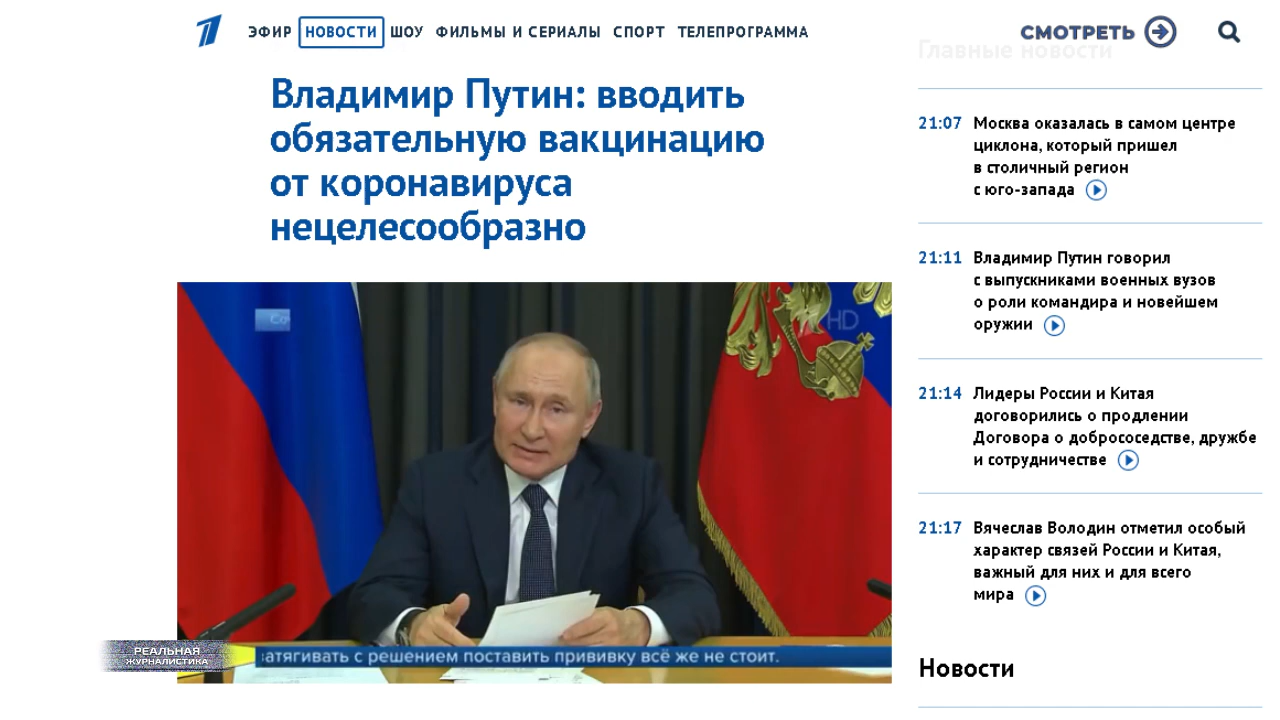 ЭФИР НОВОСТИ ШОУ ФИЛЬМЫ И СЕРИАЛЫ СПОРТ ТЕЛЕПРОГРАММА
СМОТРЕТЬ
Владимир Путин: вводить
обязательную вакцинацию
от коронавируса
нецелесообразно
HD
РЕАЛЬНАЯ
ЖУРНАЛИСТИКА
с решением поставить прививку всё же не стоит.
Главные новости
21:07 Москва оказалась в самом центре
циклона, который пришел
в столичный регион
с юго-запада
21:11 Владимир Путин говорил
с выпускниками военных вузов
о роли командира и новейшем
оружии
21:14 Лидеры России и Китая
договорились о продлении
Договора о добрососедстве, дружбе
и сотрудничестве
21:17 Вячеслав Володин отметил особый
характер связей России и Китая,
важный для них и для всего
мира
Новости